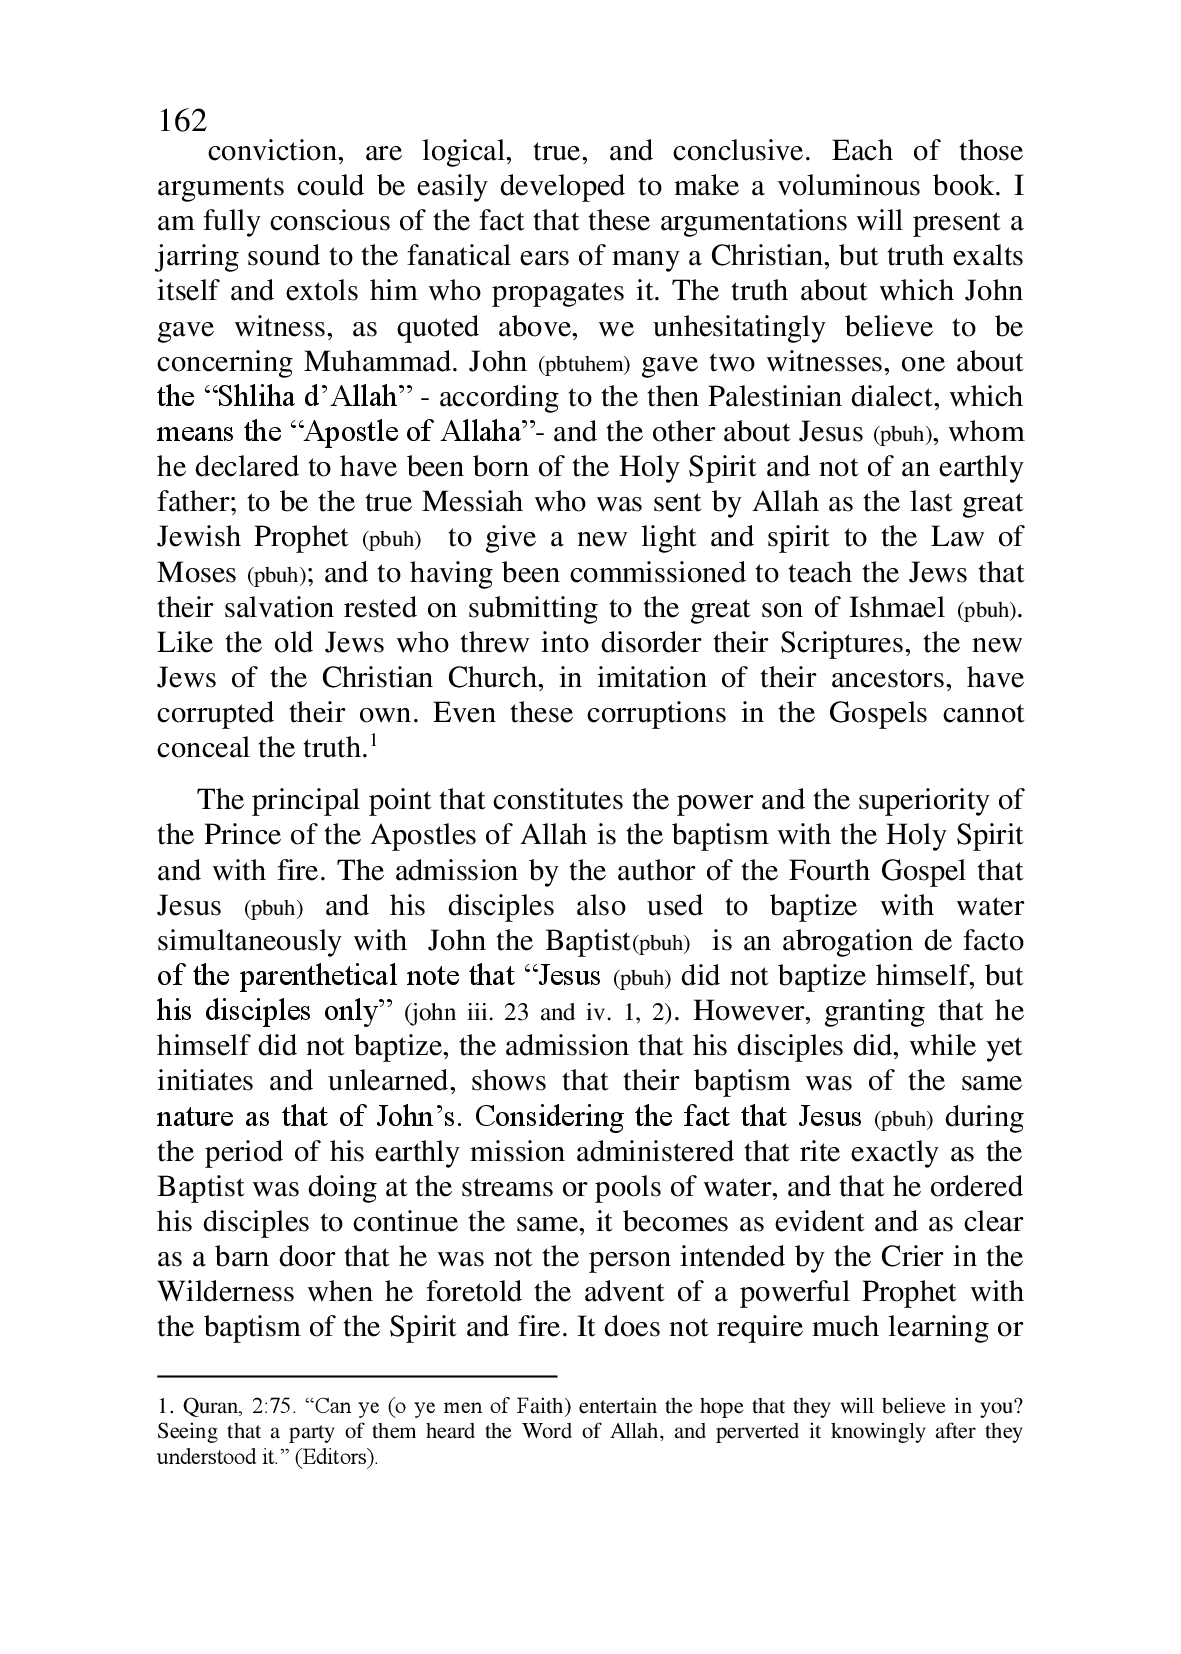 162
conviction, are logical, true, and conclusive. Each of those
arguments could be easily developed to make a voluminous book. I
am fully conscious of the fact that these argumentations will present a
jarring sound to the fanatical ears of many a Christian, but truth exalts
itself and extols him who propagates it. The truth about which John
gave witness, as quoted above, we unhesitatingly believe to be
concerning Muhammad. John (pbtuhem) gave two witnesses, one about
the “Shliha d’Allah” - according to the then Palestinian dialect, which
means the “Apostle of Allaha”- and the other about Jesus (pbuh), whom
he declared to have been born of the Holy Spirit and not of an earthly
father; to be the true Messiah who was sent by Allah as the last great
Jewish Prophet (pbuh) to give a new light and spirit to the Law of
Moses (pbuh); and to having been commissioned to teach the Jews that
their salvation rested on submitting to the great son of Ishmael (pbuh).
Like the old Jews who threw into disorder their Scriptures, the new
Jews of the Christian Church, in imitation of their ancestors, have
corrupted their own. Even these corruptions in the Gospels cannot
conceal the truth.1
The principal point that constitutes the power and the superiority of
the Prince of the Apostles of Allah is the baptism with the Holy Spirit
and with fire. The admission by the author of the Fourth Gospel that
Jesus (pbuh) and his disciples also used to baptize with water
simultaneously with John the Baptist(pbuh) is an abrogation de facto
of the parenthetical note that “Jesus (pbuh) did not baptize himself, but
his disciples only” (john iii. 23 and iv. 1, 2). However, granting that he
himself did not baptize, the admission that his disciples did, while yet
initiates and unlearned, shows that their baptism was of the same
nature as that of John’s. Considering the fact that Jesus (pbuh) during
the period of his earthly mission administered that rite exactly as the
Baptist was doing at the streams or pools of water, and that he ordered
his disciples to continue the same, it becomes as evident and as clear
as a barn door that he was not the person intended by the Crier in the
Wilderness when he foretold the advent of a powerful Prophet with
the baptism of the Spirit and fire. It does not require much learning or
1. Quran, 2:75. “Can ye (o ye men of Faith) entertain the hope that they will believe in you?
Seeing that a party of them heard the Word of Allah, and perverted it knowingly after they
understood it.” (Editors).